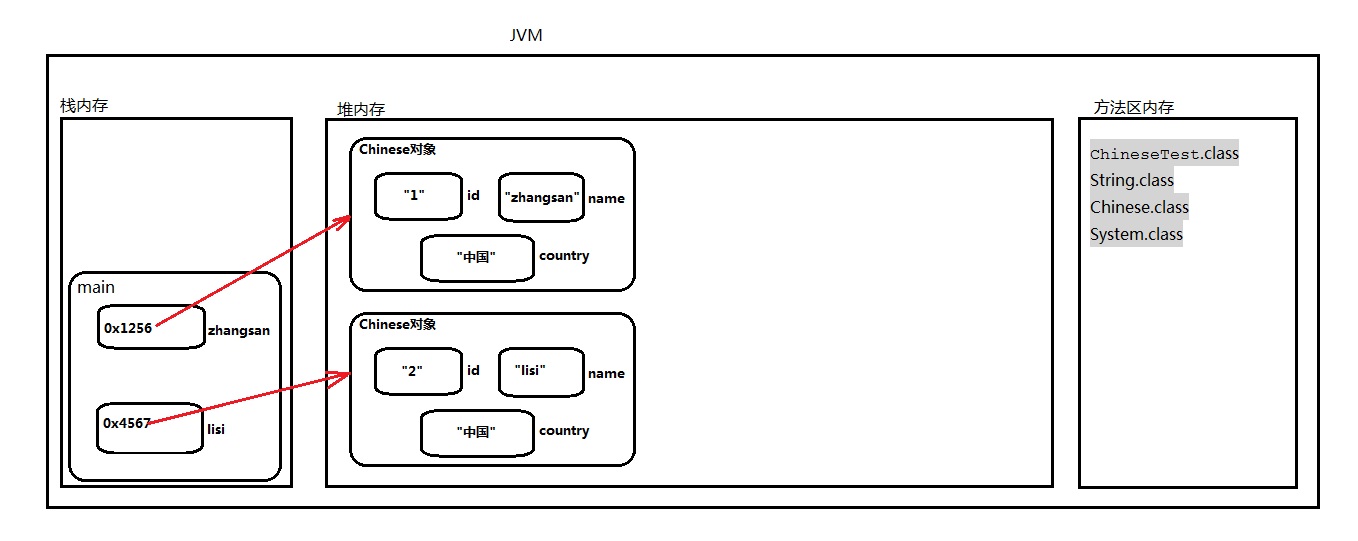 JVM
栈内存
堆内存
方法区内存
Chinese对象
"1" id "zhangsan" name
"中国" country
Chinese对象
"2" id "lisi" name
"中国" country
main
0x1256 zhangsan
0x4567 lisi
ChineseTest.class
String.class
Chinese.class
System.class